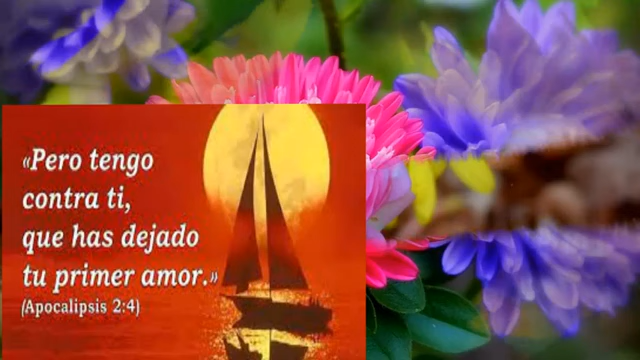 «Pero tengo
contra ti,
que has dejado
tu primer amor.»
(Apocalipsis 2:4)